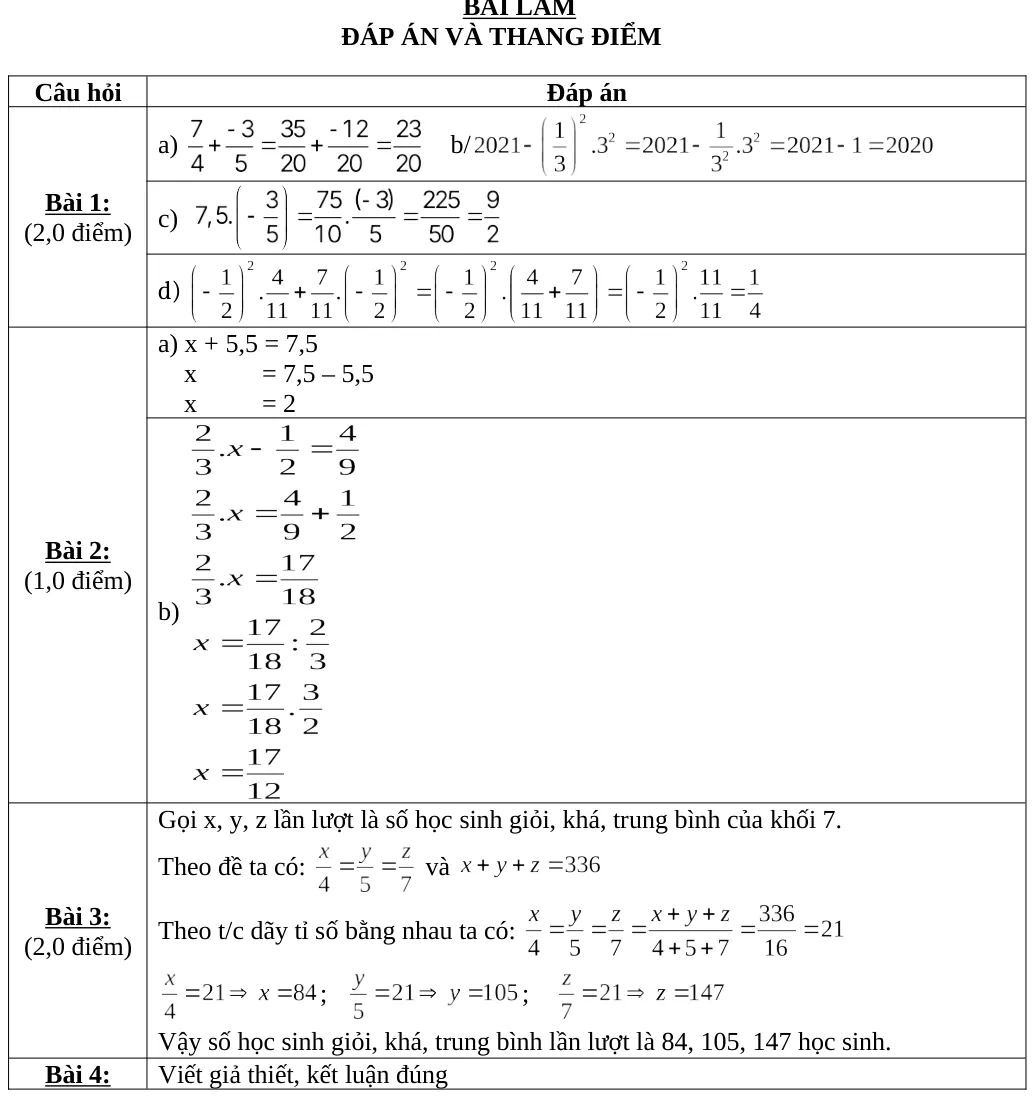 BÀI LÀM
ĐÁP ÁN VÀ THANG ĐIỂM
Câu hỏi Đáp án
Bài 1:
(2,0 điểm)
a) 7/4 + -3/5 = 35/20 + -12/20 = 23/20 b/ 2021 - (1/3)² .3² = 2021 - 1/3² .3² = 2021 - 1 = 2020
c) 7,5.(- 3/5) = 75/10 . (-3)/5 = 225/50 = 9/2
d) (- 1/2)² . 4/11 + 7/11 . (- 1/2)² = (- 1/2)² . (4/11 + 7/11) = (- 1/2)² . 11/11 = 1/4
Bài 2:
(1,0 điểm)
a) x + 5,5 = 7,5
x = 7,5 – 5,5
x = 2
b)
2/3 .x - 1/2 = 4/9
2/3 .x = 4/9 + 1/2
2/3 .x = 17/18
x = 17/18 : 2/3
x = 17/18 . 3/2
x = 17/12
Bài 3:
(2,0 điểm)
Gọi x, y, z lần lượt là số học sinh giỏi, khá, trung bình của khối 7.
Theo đề ta có: x/4 = y/5 = z/7 và x + y + z = 336
Theo t/c dãy tỉ số bằng nhau ta có: x/4 = y/5 = z/7 = (x + y + z)/(4 + 5 + 7) = 336/16 = 21
x/4 = 21 ⇒ x = 84 ; y/5 = 21 ⇒ y = 105 ; z/7 = 21 ⇒ z = 147
Vậy số học sinh giỏi, khá, trung bình lần lượt là 84, 105, 147 học sinh.
Bài 4: Viết giả thiết, kết luận đúng